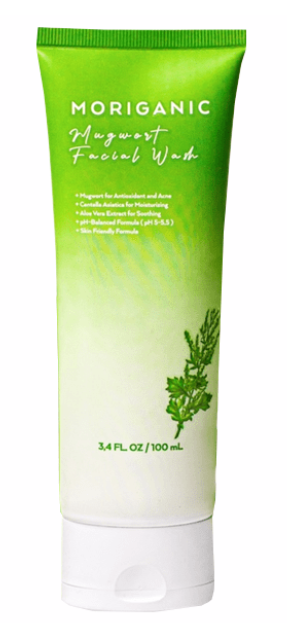 MORIGANIC
Mugwort
Facial Wash
• Mugwort for Antioxidant and Acne
• Centella Asiatica for Moisturizing
• Aloe Vera Extract for Soothing
• pH-Balanced Formula ( pH 5-5,5 )
• Skin Friendly Formula
3,4 FL. OZ / 100 mL